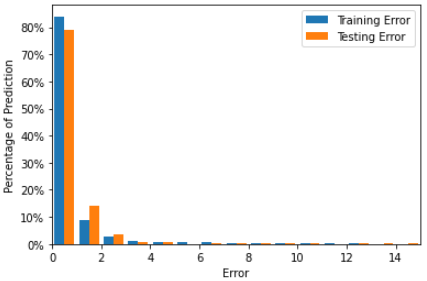 Training Error
Testing Error
Percentage of Prediction
80%
70%
60%
50%
40%
30%
20%
10%
0%
0 2 4 6 8 10 12 14
Error